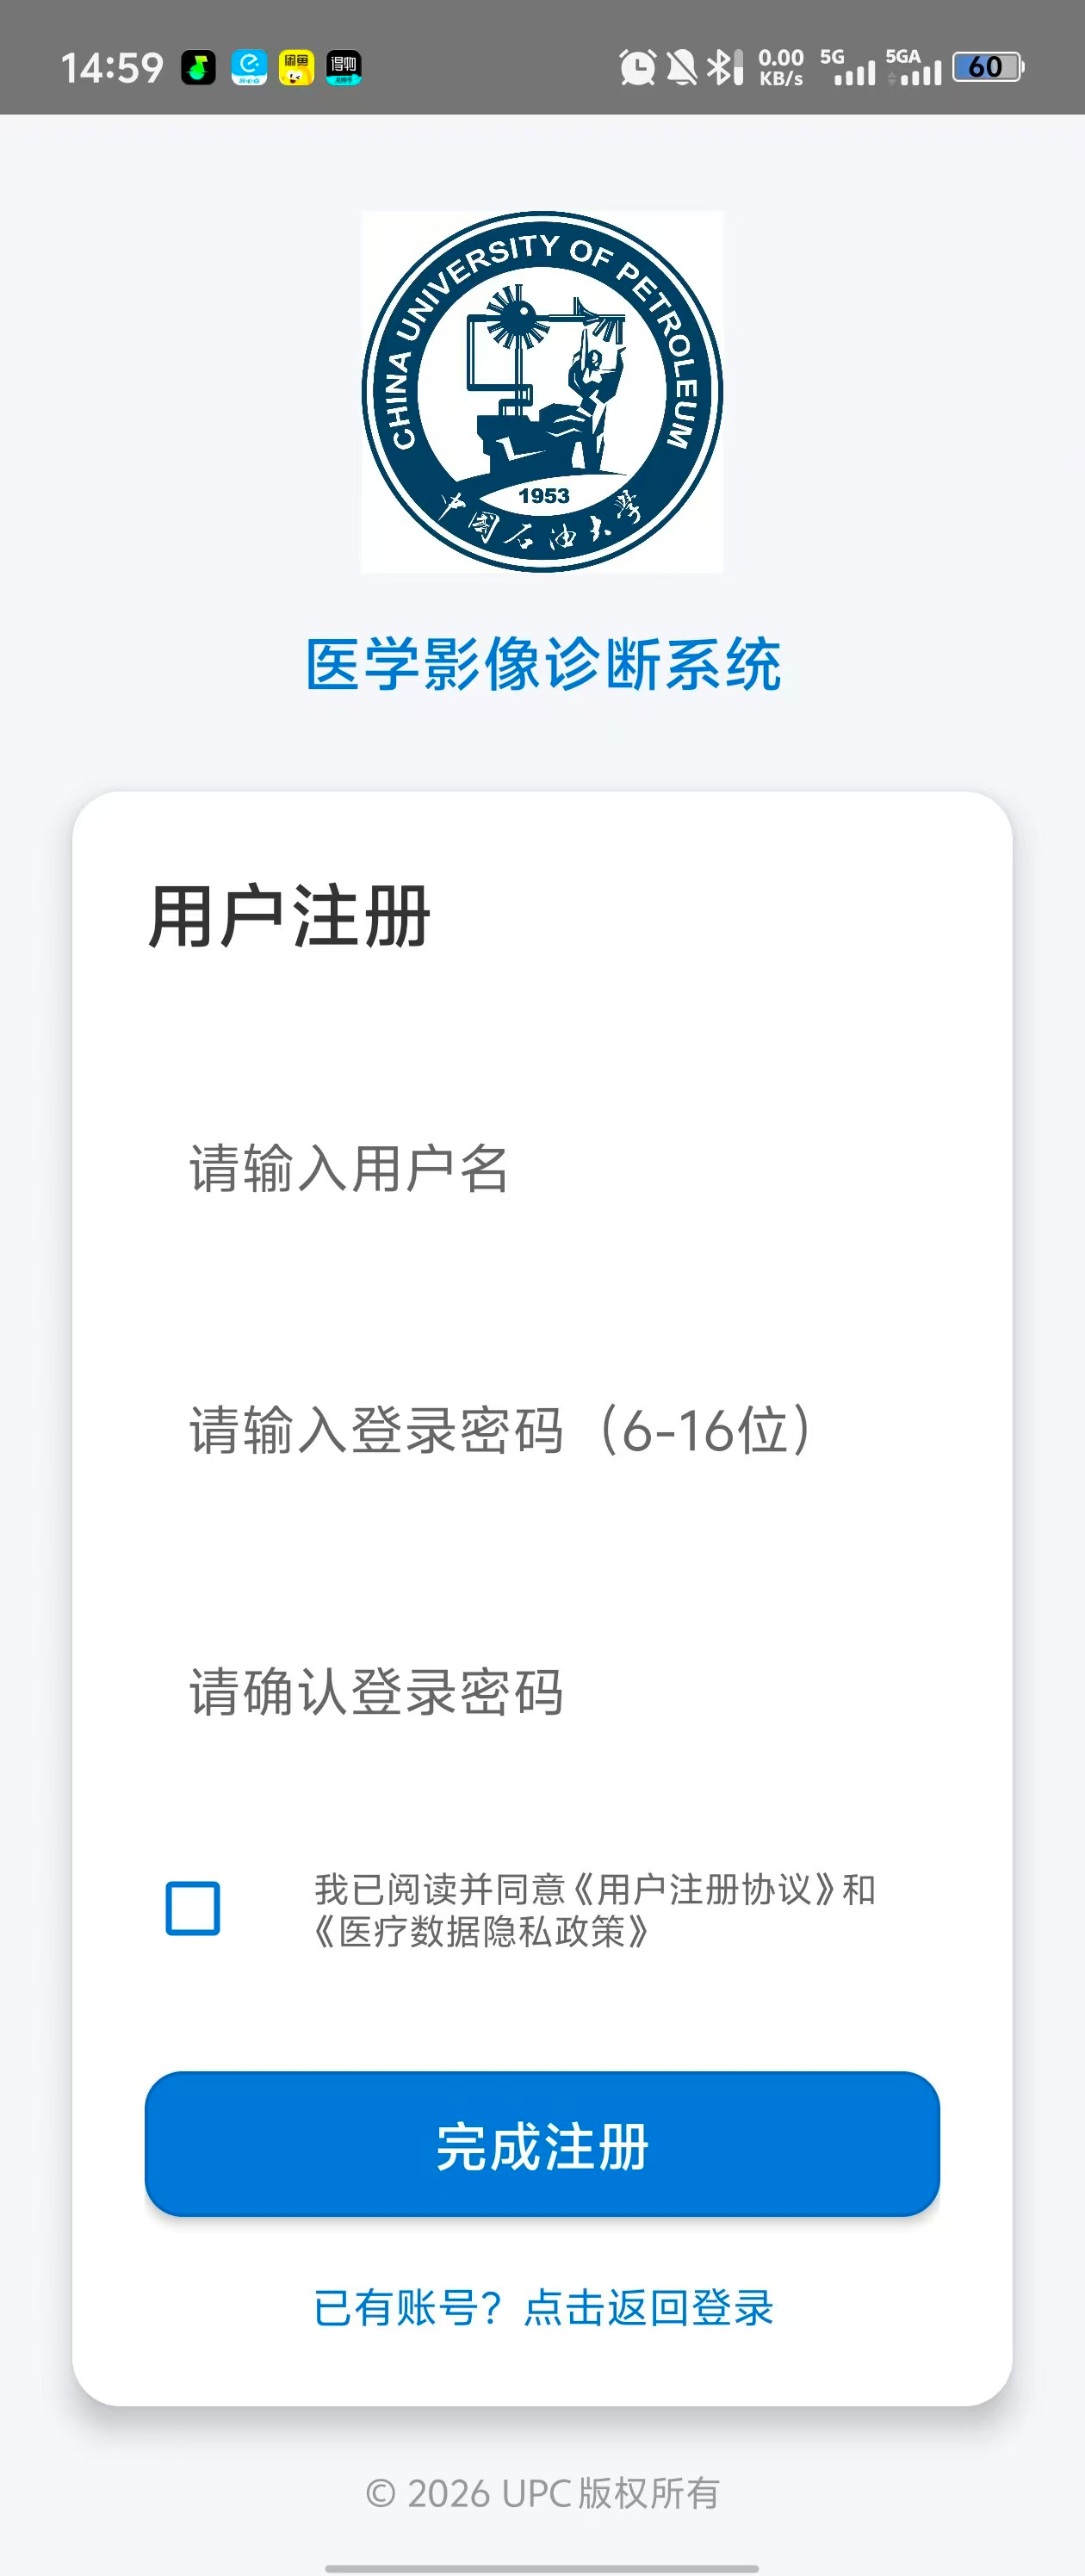 14:59
闲鱼
得物
0.00
KB/s
5G
5GA
60
CHINA UNIVERSITY OF PETROLEUM
1953
中国石油大学
医学影像诊断系统
用户注册
请输入用户名
请输入登录密码（6-16位）
请确认登录密码
我已阅读并同意《用户注册协议》和
《医疗数据隐私政策》
完成注册
已有账号？点击返回登录
© 2026 UPC版权所有